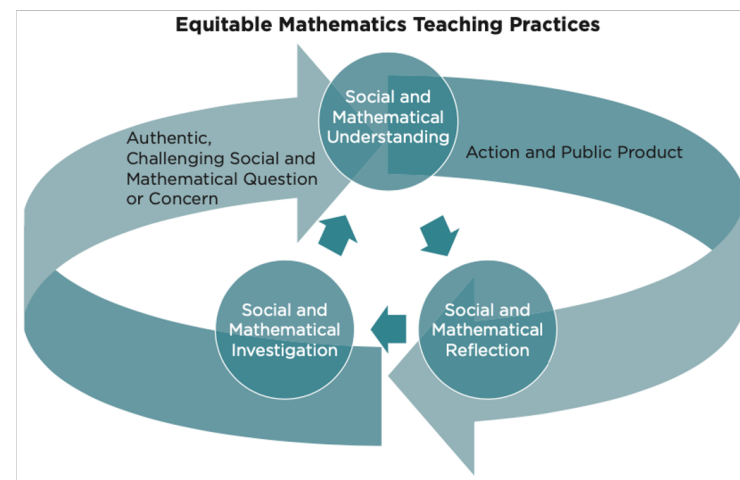 Equitable Mathematics Teaching Practices
Social and
Mathematical
Understanding
Authentic,
Challenging Social and
Mathematical Question
or Concern
Action and Public Product
Social and
Mathematical
Investigation
Social and
Mathematical
Reflection